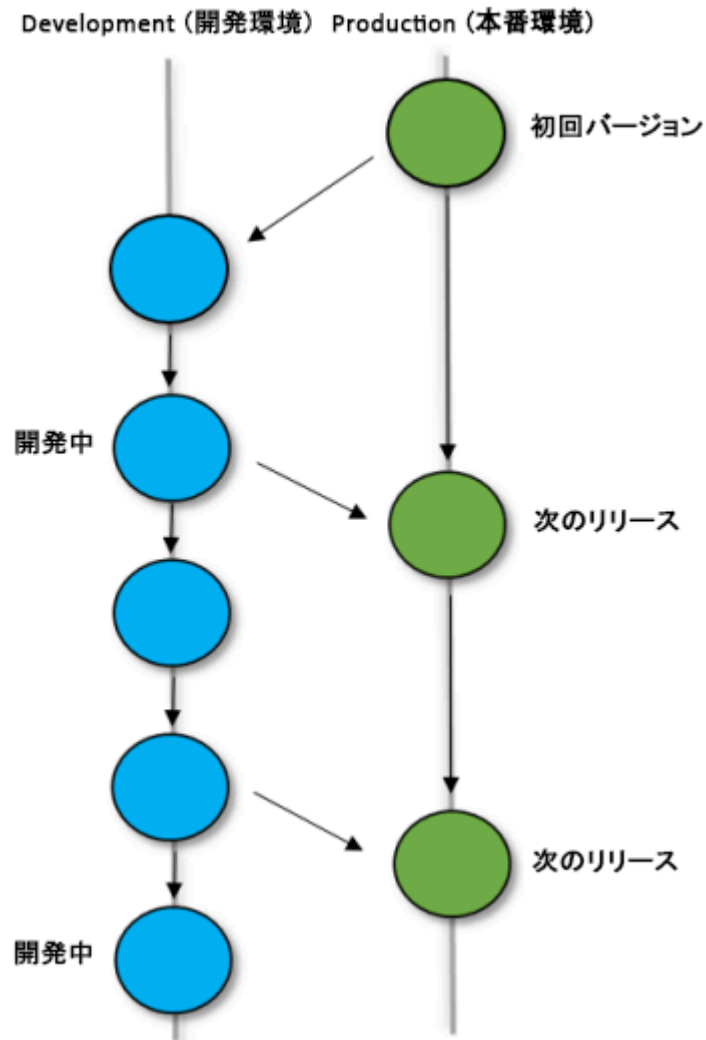 Development (開発環境) Production (本番環境)
初回バージョン
開発中
次のリリース
次のリリース
開発中